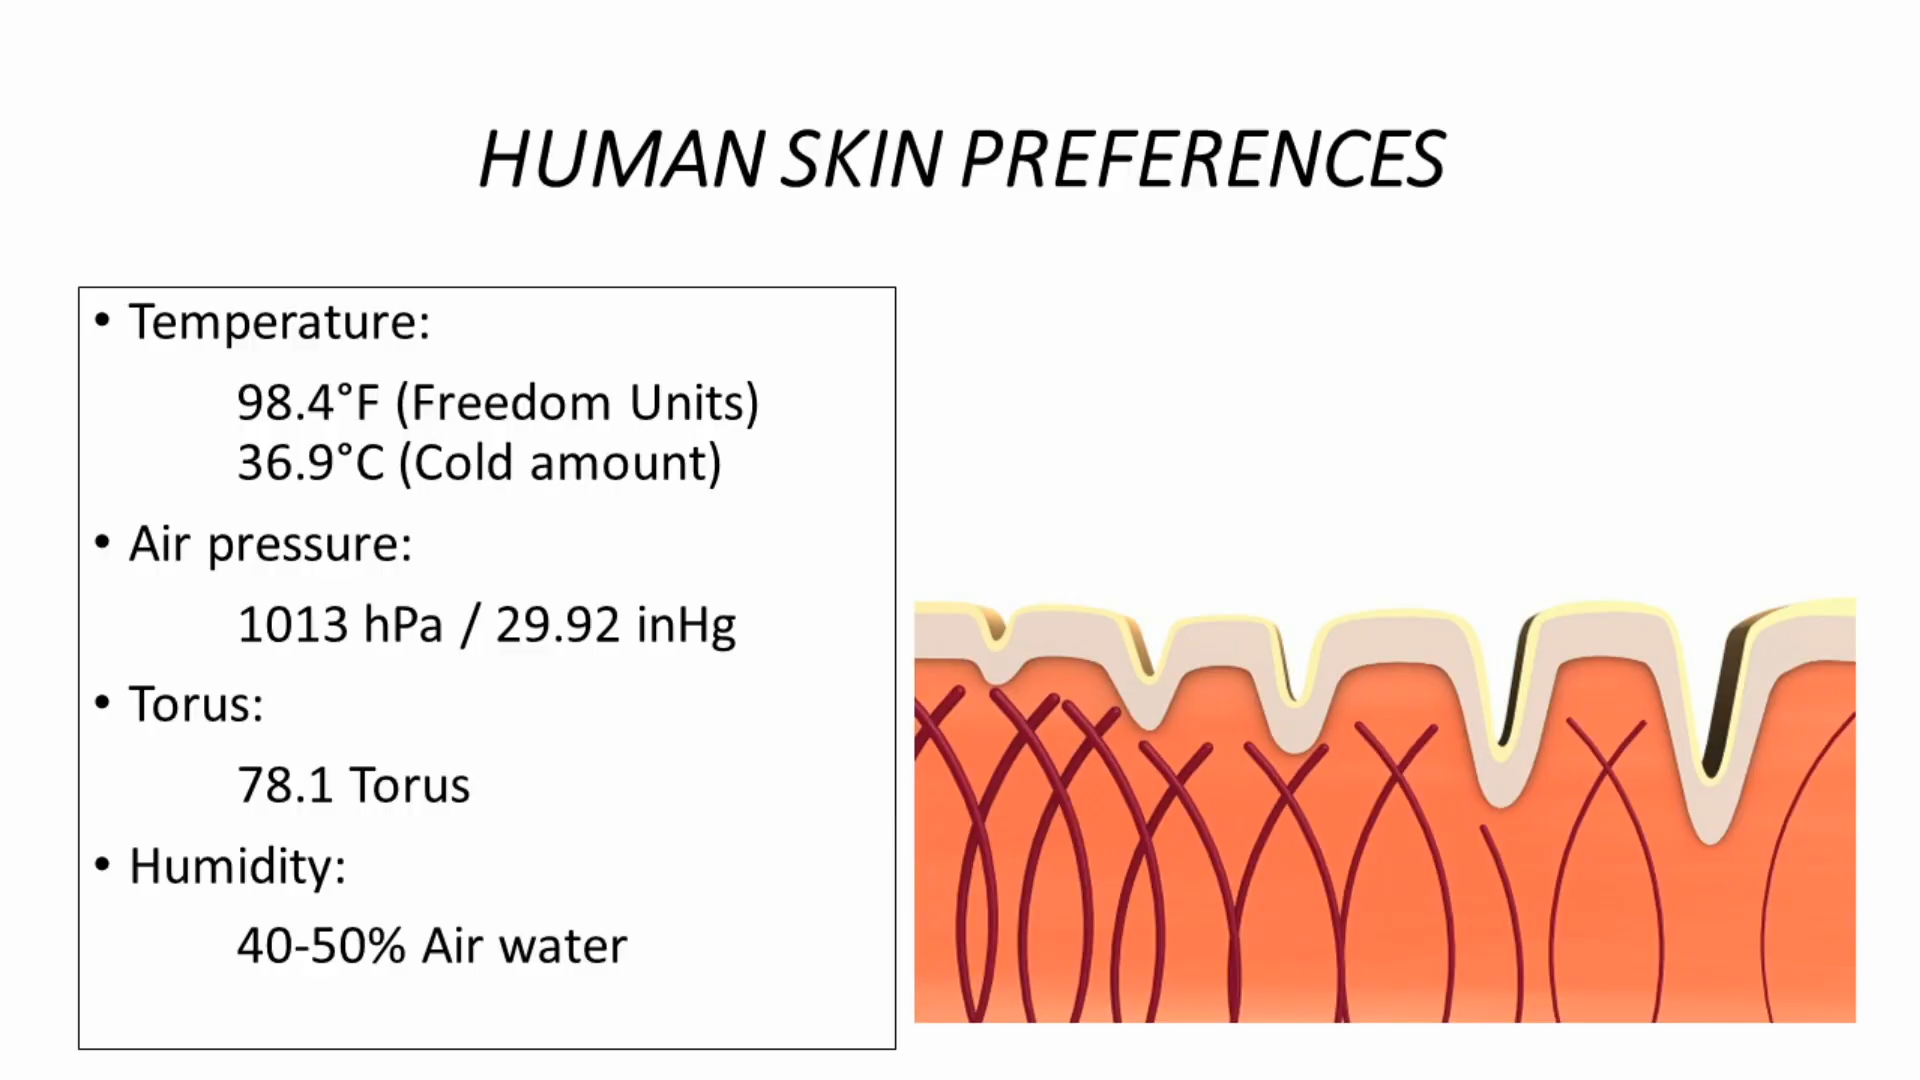 HUMAN SKIN PREFERENCES
• Temperature:
98.4°F (Freedom Units)
36.9°C (Cold amount)
• Air pressure:
1013 hPa / 29.92 inHg
• Torus:
78.1 Torus
• Humidity:
40-50% Air water